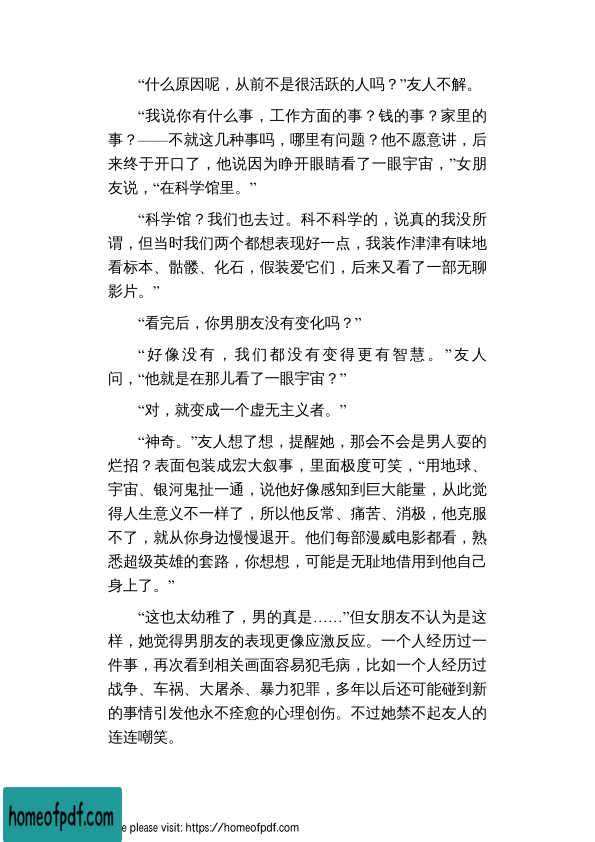 “什么原因呢，从前不是很活跃的人吗？”友人不解。
“我说你有什么事，工作方面的事？钱的事？家里的
事？——不就这几种事吗，哪里有问题？他不愿意讲，后
来终于开口了，他说因为睁开眼睛看了一眼宇宙，”女朋
友说，“在科学馆里。”
“科学馆？我们也去过。科不科学的，说真的我没所
谓，但当时我们两个都想表现好一点，我装作津津有味地
看标本、骷髅、化石，假装爱它们，后来又看了一部无聊
影片。”
“看完后，你男朋友没有变化吗？”
“好像没有，我们都没有变得更有智慧。”友人
问，“他就是在那儿看了一眼宇宙？”
“对，就变成一个虚无主义者。”
“神奇。”友人想了想，提醒她，那会不会是男人耍的
烂招？表面包装成宏大叙事，里面极度可笑，“用地球、
宇宙、银河鬼扯一通，说他好像感知到巨大能量，从此觉
得人生意义不一样了，所以他反常、痛苦、消极，他克服
不了，就从你身边慢慢退开。他们每部漫威电影都看，熟
悉超级英雄的套路，你想想，可能是无耻地借用到他自己
身上了。”
“这也太幼稚了，男的真是……”但女朋友不认为是这
样，她觉得男朋友的表现更像应激反应。一个人经历过一
件事，再次看到相关画面容易犯毛病，比如一个人经历过
战争、车祸、大屠杀、暴力犯罪，多年以后还可能碰到新
的事情引发他永不痊愈的心理创伤。不过她禁不起友人的
连连嘲笑。
homeofpdf.com
please visit: https://homeofpdf.com